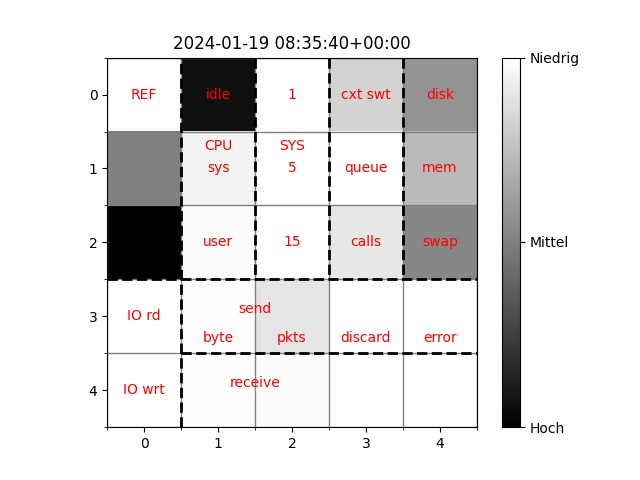 2024-01-19 08:35:40+00:00
0 REF idle 1 cxt swt disk
CPU SYS
1 sys 5 queue mem
2 user 15 calls swap
send
3 IO rd
byte pkts discard error
receive
4 IO wrt
0 1 2 3 4
Niedrig
Mittel
Hoch